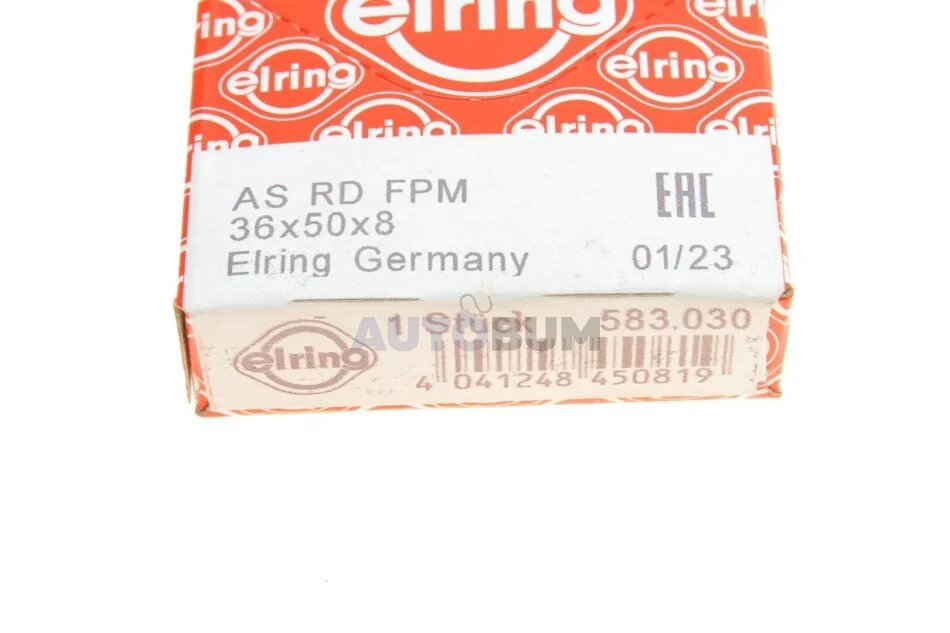 elring
elring
elring
elring
elring
elring
elring
AS RD FPM
EAC
36x50x8
Elring Germany 01/23
1 Stück 583.030
AUTOBUM
elring
4 041248 450819